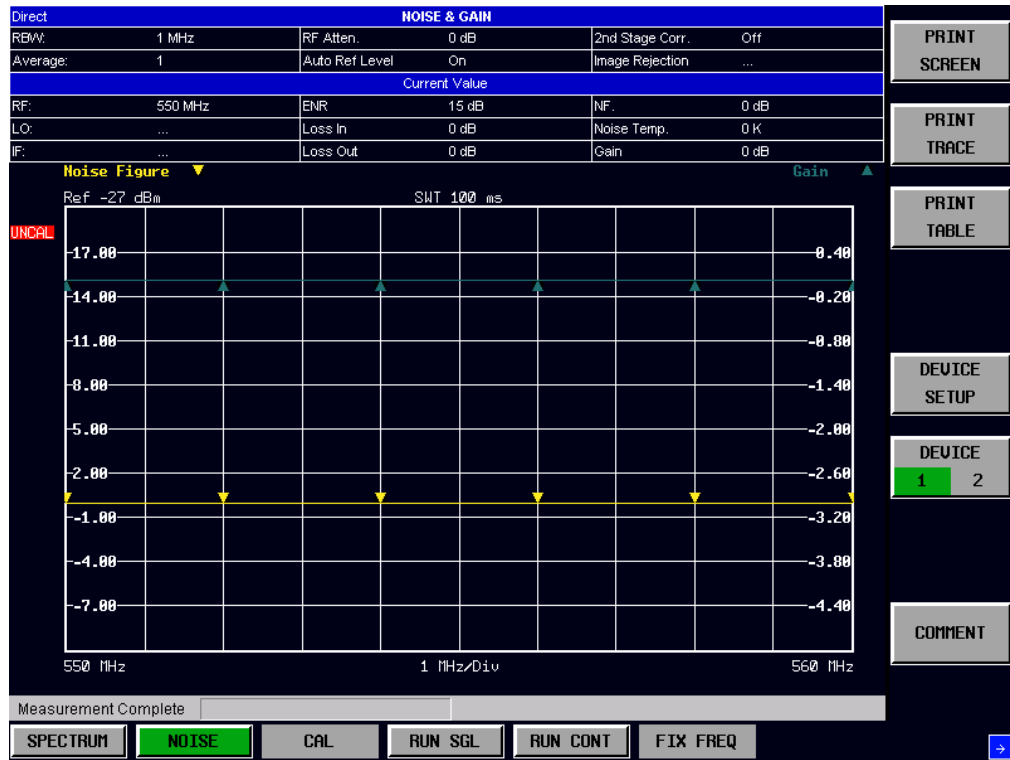 Direct NOISE & GAIN
RBW: 1 MHz RF Atten. 0 dB 2nd Stage Corr. Off
Average: 1 Auto Ref Level On Image Rejection ...
Current Value
RF: 550 MHz ENR 15 dB NF. 0 dB
LO: ... Loss In 0 dB Noise Temp. 0 K
IF: ... Loss Out 0 dB Gain 0 dB
Noise Figure ▼ Gain ▲
Ref -27 dBm SWT 100 ms
UNCAL
17.00 0.40
14.00 -0.20
11.00 -0.80
8.00 -1.40
5.00 -2.00
2.00 -2.60
-1.00 -3.20
-4.00 -3.80
-7.00 -4.40
550 MHz 1 MHz/Div 560 MHz
Measurement Complete
SPECTRUM NOISE CAL RUN SGL RUN CONT FIX FREQ →
PRINT
SCREEN
PRINT
TRACE
PRINT
TABLE
DEVICE
SETUP
DEVICE
1 2
COMMENT